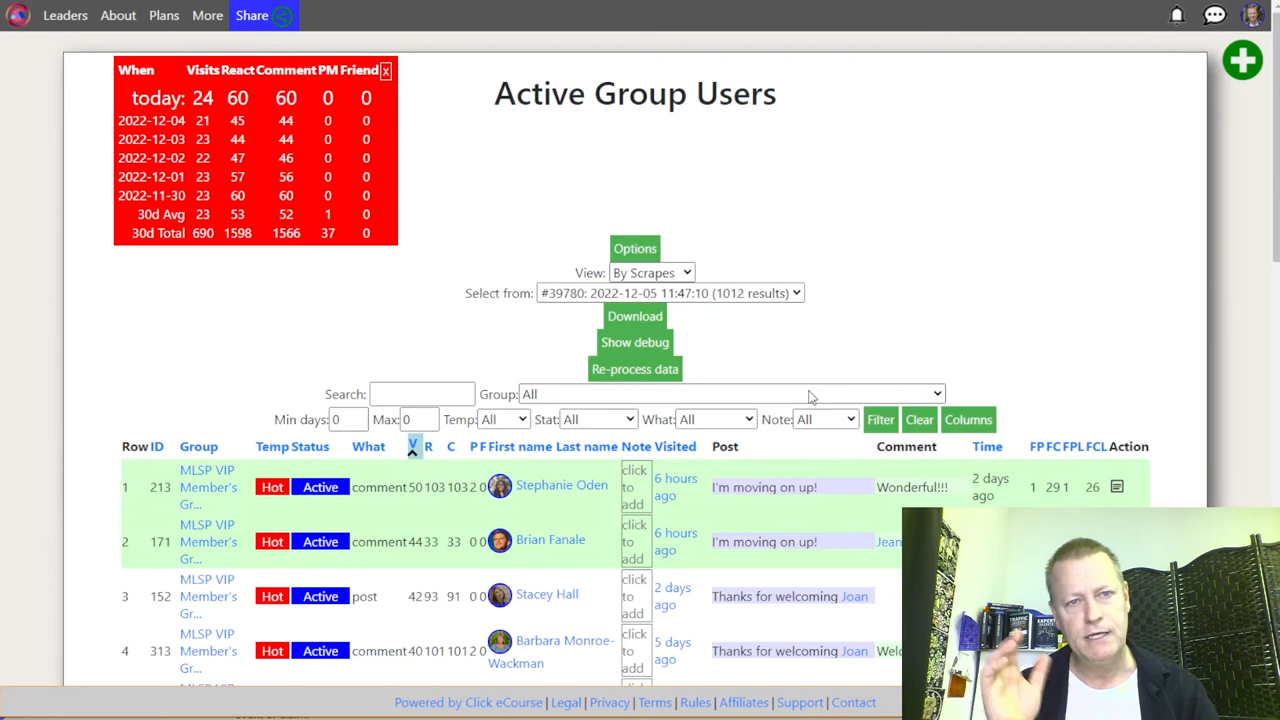 Leaders About Plans More Share
When Visits React Comment PM Friend x
today: 24 60 60 0 0
2022-12-04 21 45 44 0 0
2022-12-03 23 44 44 0 0
2022-12-02 22 47 46 0 0
2022-12-01 23 57 56 0 0
2022-11-30 23 60 60 0 0
30d Avg 23 53 52 1 0
30d Total 690 1598 1566 37 0
Active Group Users
Options
View: By Scrapes
Select from: #39780: 2022-12-05 11:47:10 (1012 results)
Download
Show debug
Re-process data
Search: Group: All
Min days: 0 Max: 0 Temp: All Stat: All What: All Note: All Filter Clear Columns
Row ID Group Temp Status What V R C P F First name Last name Note Visited Post Comment Time FP FC FPL FCL Action
1 213 MLSP VIP Member's Gr... Hot Active comment 50 103 103 2 0 Stephanie Oden click to add 6 hours ago I'm moving on up! Wonderful!!! 2 days ago 1 29 1 26
2 171 MLSP VIP Member's Gr... Hot Active comment 44 33 33 0 0 Brian Fanale click to add 6 hours ago I'm moving on up! Jean
3 152 MLSP VIP Member's Gr... Hot Active post 42 93 91 0 0 Stacey Hall click to add 2 days ago Thanks for welcoming Joan
4 313 MLSP VIP Member's Gr... Hot Active comment 40 101 101 2 0 Barbara Monroe-Wackman click to add 5 days ago Thanks for welcoming Joan Welc
Powered by Click eCourse | Legal | Privacy | Terms | Rules | Affiliates | Support | Contact
TRAFFIC
EXPERT